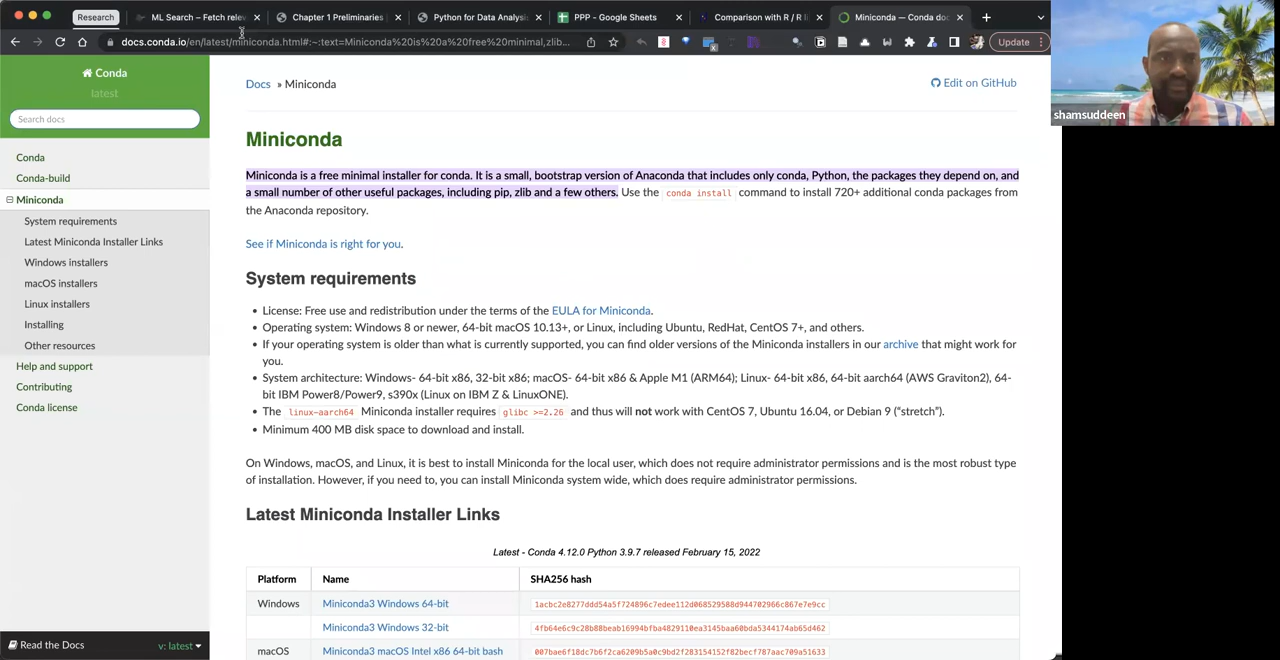 Research
ML Search – Fetch rele
Chapter 1 Preliminaries
Python for Data Analysi
PPP - Google Sheets
Comparison with R / R li
Miniconda — Conda doc
docs.conda.io/en/latest/miniconda.html#:~:text=Miniconda%20is%20a%20free%20minimal,zlib...
Update
shamsuddeen
Conda
latest
Search docs
Conda
Conda-build
Miniconda
System requirements
Latest Miniconda Installer Links
Windows installers
macOS installers
Linux installers
Installing
Other resources
Help and support
Contributing
Conda license
Read the Docs
v: latest
Docs » Miniconda
Edit on GitHub
Miniconda
Miniconda is a free minimal installer for conda. It is a small, bootstrap version of Anaconda that includes only conda, Python, the packages they depend on, and
a small number of other useful packages, including pip, zlib and a few others. Use the conda install command to install 720+ additional conda packages from
the Anaconda repository.
See if Miniconda is right for you.
System requirements
• License: Free use and redistribution under the terms of the EULA for Miniconda.
• Operating system: Windows 8 or newer, 64-bit macOS 10.13+, or Linux, including Ubuntu, RedHat, CentOS 7+, and others.
• If your operating system is older than what is currently supported, you can find older versions of the Miniconda installers in our archive that might work for
you.
• System architecture: Windows- 64-bit x86, 32-bit x86; macOS- 64-bit x86 & Apple M1 (ARM64); Linux- 64-bit x86, 64-bit aarch64 (AWS Graviton2), 64-
bit IBM Power8/Power9, s390x (Linux on IBM Z & LinuxONE).
• The linux-aarch64 Miniconda installer requires glibc >=2.26 and thus will not work with CentOS 7, Ubuntu 16.04, or Debian 9 (“stretch”).
• Minimum 400 MB disk space to download and install.
On Windows, macOS, and Linux, it is best to install Miniconda for the local user, which does not require administrator permissions and is the most robust type
of installation. However, if you need to, you can install Miniconda system wide, which does require administrator permissions.
Latest Miniconda Installer Links
Latest - Conda 4.12.0 Python 3.9.7 released February 15, 2022
Platform Name SHA256 hash
Windows Miniconda3 Windows 64-bit 1acbc2e8277ddd54a5f724896c7edee112d068529588d944702966c867e7e9cc
Miniconda3 Windows 32-bit 4fb64e6c9c28b88beab16994bfba4829110ea3145baa60bda5344174ab65d462
macOS Miniconda3 macOS Intel x86 64-bit bash 007bae6f18dc7b6f2ca6209b5a0c9bd2f283154152f82becf787aac709a51633